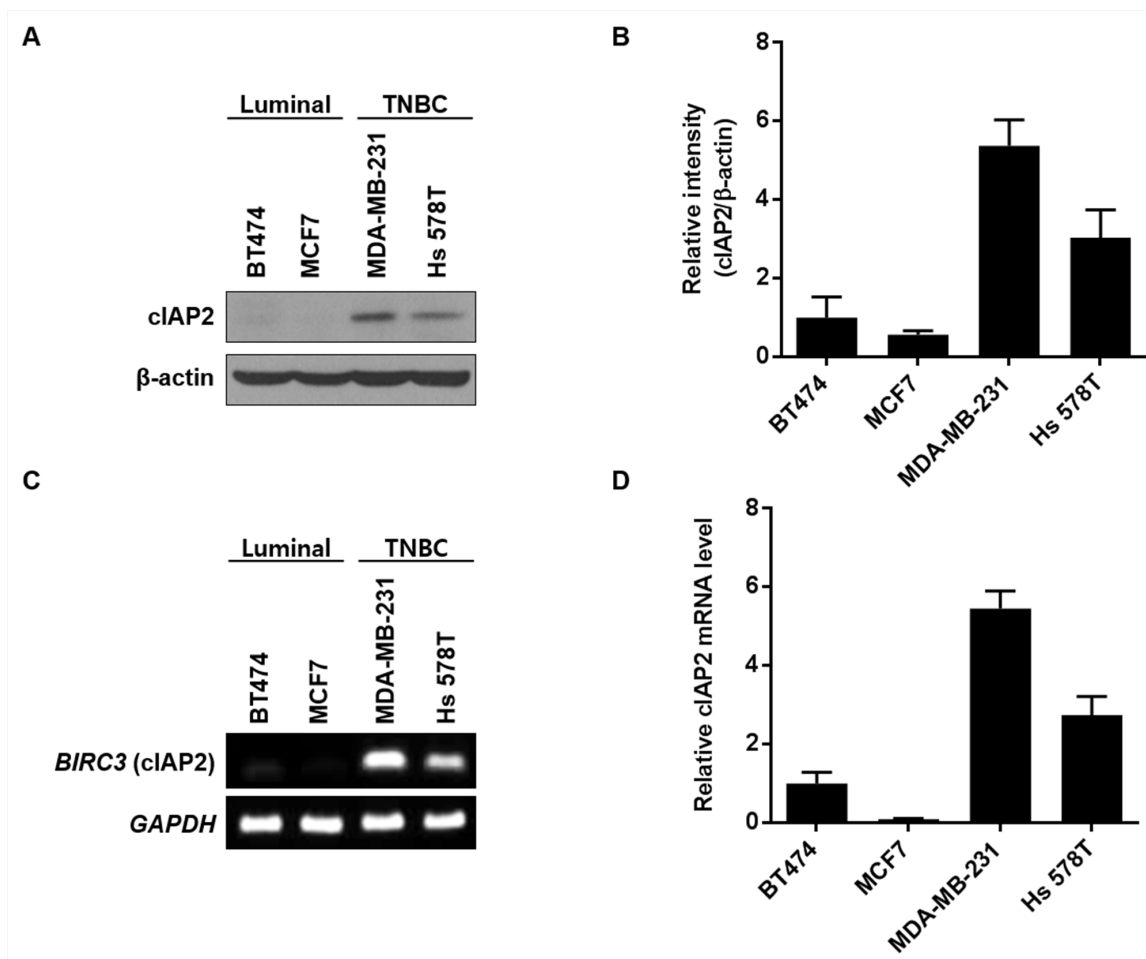 A
Luminal TNBC
BT474
MCF7
MDA-MB-231
Hs 578T
cIAP2
β-actin
B
Relative intensity
(cIAP2/β-actin)
8
6
4
2
0
BT474
MCF7
MDA-MB-231
Hs 578T
C
Luminal TNBC
BT474
MCF7
MDA-MB-231
Hs 578T
BIRC3 (cIAP2)
GAPDH
D
Relative cIAP2 mRNA level
8
6
4
2
0
BT474
MCF7
MDA-MB-231
Hs 578T